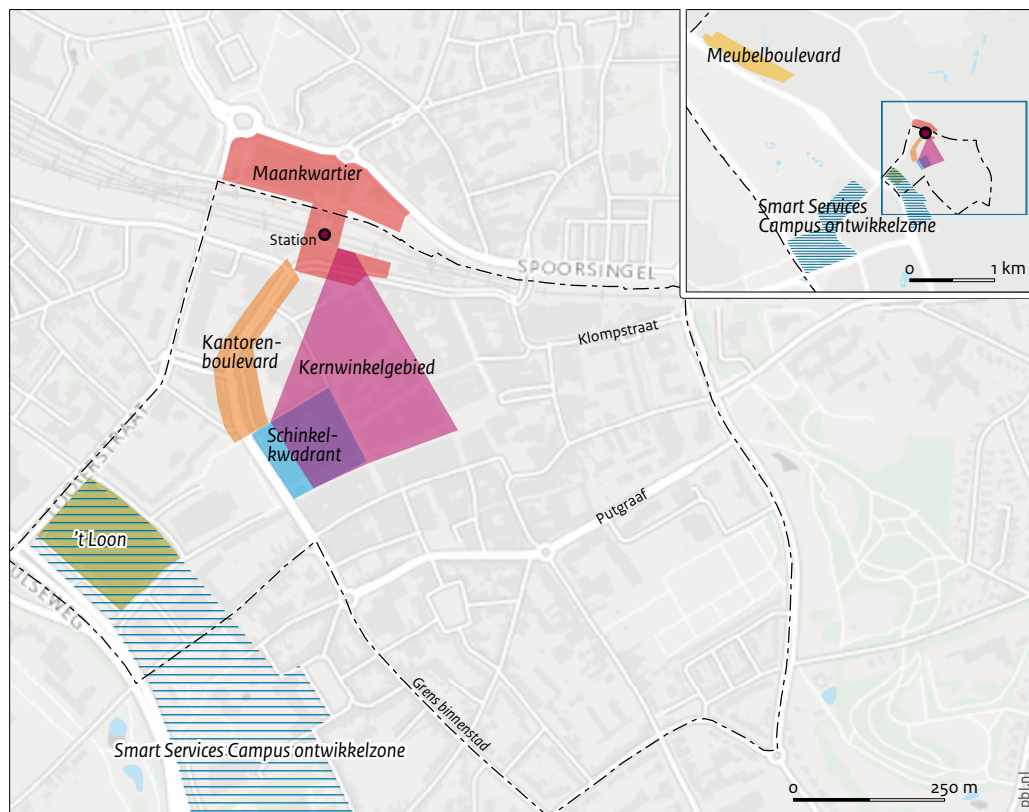 Meubelboulevard
Smart Services
Campus ontwikkelzone
0 1 km
Maankwartier
Station
SPOORSINGEL
Klompstraat
Kantoren-
boulevard
Kernwinkelgebied
Schinkel-
kwadrant
Putgraaf
't Loon
Grens binnenstad
Smart Services Campus ontwikkelzone
0 250 m